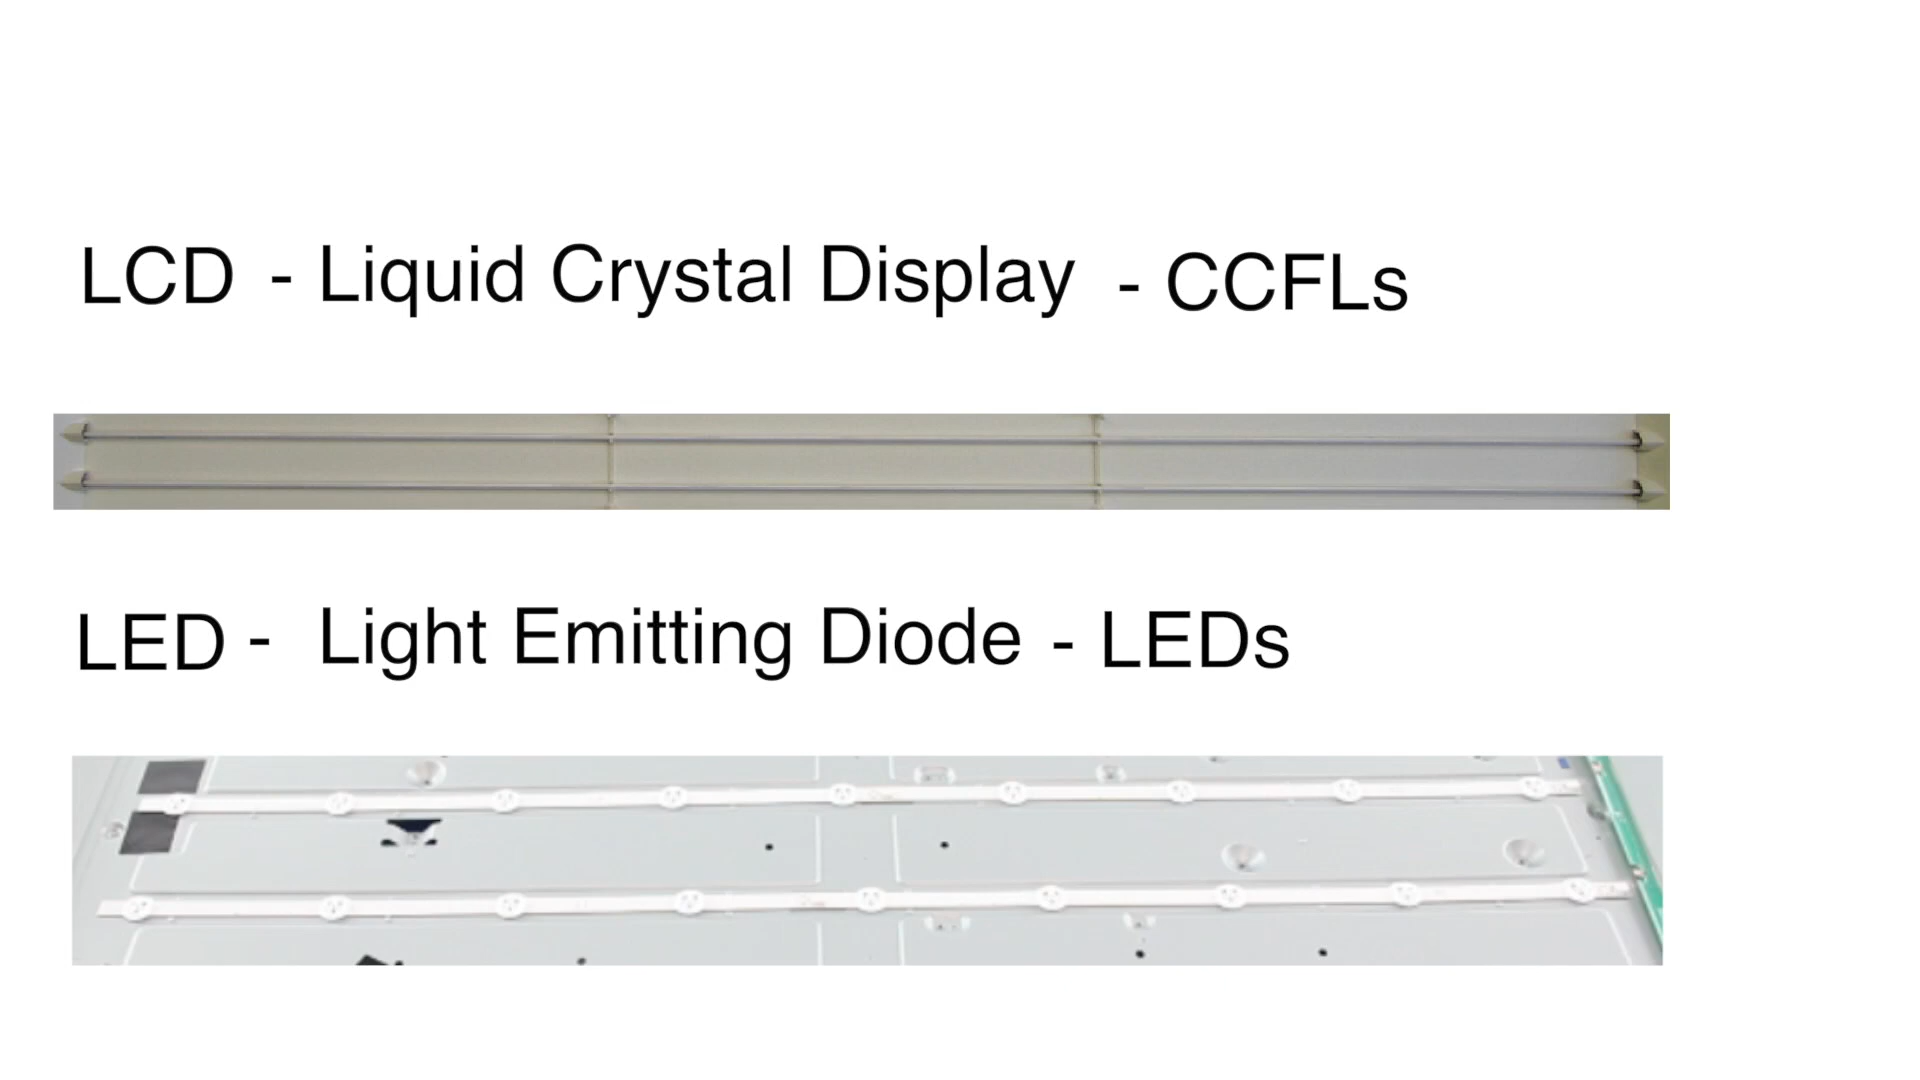 LCD - Liquid Crystal Display - CCFLs
LED - Light Emitting Diode - LEDs